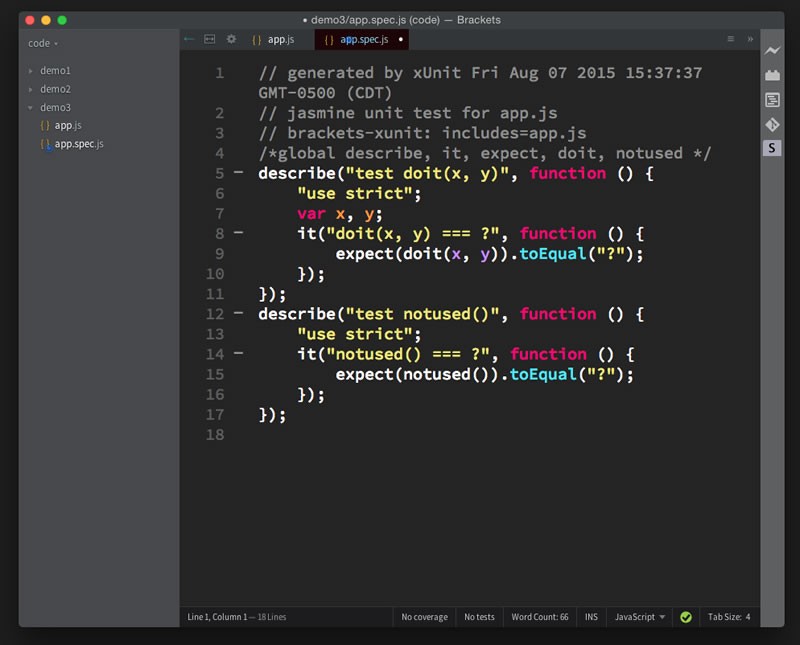 demo3/app.spec.js (code) — Brackets
code
demo1
demo2
demo3
app.js
app.spec.js
app.js
app.spec.js
1 // generated by xUnit Fri Aug 07 2015 15:37:37
GMT-0500 (CDT)
2 // jasmine unit test for app.js
3 // brackets-xunit: includes=app.js
4 /*global describe, it, expect, doit, notused */
5 describe("test doit(x, y)", function () {
6 "use strict";
7 var x, y;
8 it("doit(x, y) === ?", function () {
9 expect(doit(x, y)).toEqual("?");
10 });
11 });
12 describe("test notused()", function () {
13 "use strict";
14 it("notused() === ?", function () {
15 expect(notused()).toEqual("?");
16 });
17 });
18
S
Line 1, Column 1 — 18 Lines No coverage No tests Word Count: 66 INS JavaScript Tab Size: 4